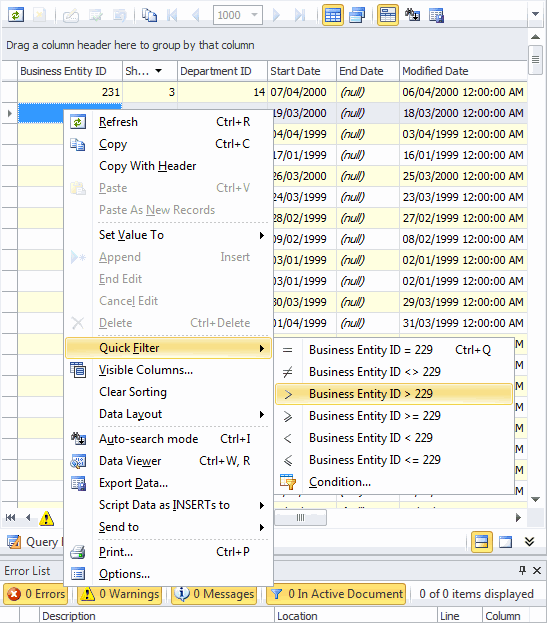 1000
Drag a column header here to group by that column
Business Entity ID Sh... Department ID Start Date End Date Modified Date
231 3 14 07/04/2000 (null) 06/04/2000 12:00:00 AM
19/03/2000 (null) 18/03/2000 12:00:00 AM
04/04/1999 (null) 03/04/1999 12:00:00 AM
17/01/1999 (null) 16/01/1999 12:00:00 AM
26/03/2000 (null) 25/03/2000 12:00:00 AM
24/03/1999 (null) 23/03/1999 12:00:00 AM
28/02/1999 (null) 27/02/1999 12:00:00 AM
09/02/1999 (null) 08/02/1999 12:00:00 AM
03/01/1999 (null) 02/01/1999 12:00:00 AM
03/01/1999 (null) 02/01/1999 12:00:00 AM
30/03/1999 (null) 29/03/1999 12:00:00 AM
01/04/1999 (null) 31/03/1999 12:00:00 AM
Refresh Ctrl+R
Copy Ctrl+C
Copy With Header
Paste Ctrl+V
Paste As New Records
Set Value To
Append Insert
End Edit
Cancel Edit
Delete Ctrl+Delete
Quick Filter
Visible Columns...
Clear Sorting
Data Layout
Auto-search mode Ctrl+I
Data Viewer Ctrl+W, R
Export Data...
Script Data as INSERTs to
Send to
Print... Ctrl+P
Options...
= Business Entity ID = 229 Ctrl+Q
≠ Business Entity ID <> 229
> Business Entity ID > 229
⩾ Business Entity ID >= 229
< Business Entity ID < 229
⩽ Business Entity ID <= 229
Condition...
Query
Error List
0 Errors 0 Warnings 0 Messages 0 In Active Document 0 of 0 items displayed
Description Location Line Column